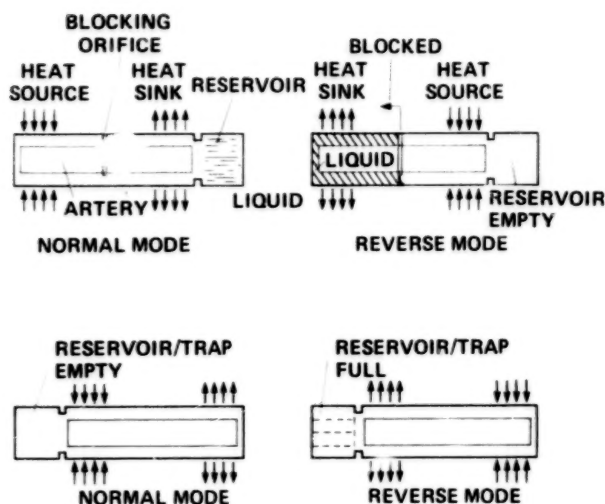 BLOCKING
ORIFICE
HEAT
SOURCE
HEAT
SINK
RESERVOIR
ARTERY
LIQUID
NORMAL MODE
BLOCKED
HEAT
SINK
HEAT
SOURCE
LIQUID
RESERVOIR
EMPTY
REVERSE MODE
RESERVOIR/TRAP
EMPTY
NORMAL MODE
RESERVOIR/TRAP
FULL
REVERSE MODE